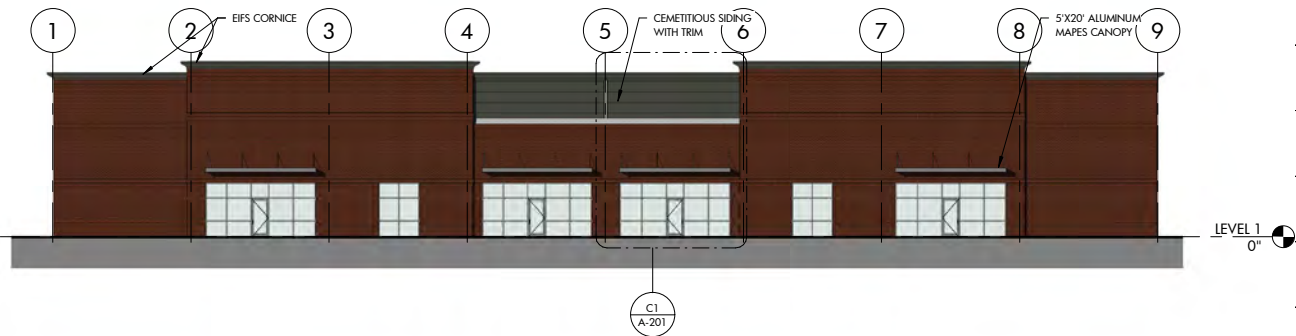 EIFS CORNICE
CEMETITIOUS SIDING
WITH TRIM
5'X20' ALUMINUM
MAPES CANOPY
1
2
3
4
5
6
7
8
9
LEVEL 1
0"
C1
A-201